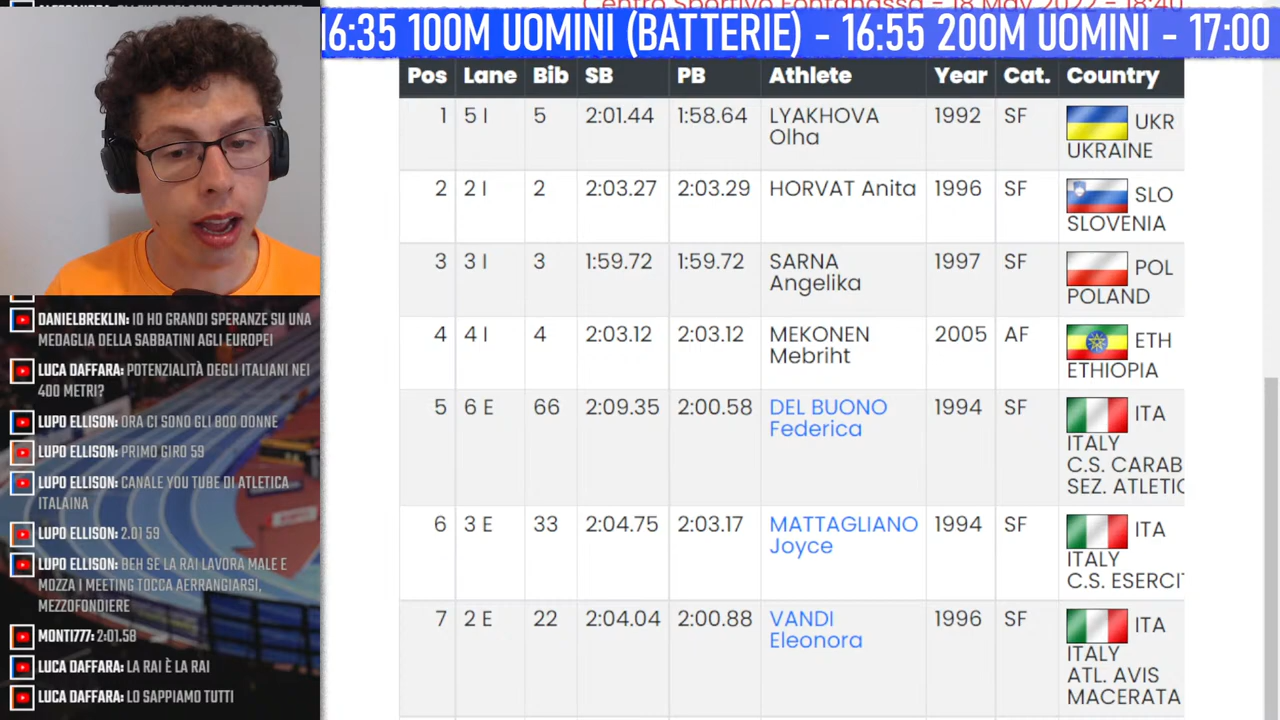 Centro Sportivo Fontanassa - 18 May 2022 - 18:40
16:35 100M UOMINI (BATTERIE) - 16:55 200M UOMINI - 17:00
Pos Lane Bib SB PB Athlete Year Cat. Country
1 5 I 5 2:01.44 1:58.64 LYAKHOVA Olha 1992 SF UKR
UKRAINE
2 2 I 2 2:03.27 2:03.29 HORVAT Anita 1996 SF SLO
SLOVENIA
3 3 I 3 1:59.72 1:59.72 SARNA Angelika 1997 SF POL
POLAND
4 4 I 4 2:03.12 2:03.12 MEKONEN Mebriht 2005 AF ETH
ETHIOPIA
5 6 E 66 2:09.35 2:00.58 DEL BUONO Federica 1994 SF ITA
ITALY
C.S. CARAB
SEZ. ATLETIC
6 3 E 33 2:04.75 2:03.17 MATTAGLIANO Joyce 1994 SF ITA
ITALY
C.S. ESERCIT
7 2 E 22 2:04.04 2:00.88 VANDI Eleonora 1996 SF ITA
ITALY
ATL. AVIS
MACERATA
DANIELBREKLIN: IO HO GRANDI SPERANZE SU UNA
MEDAGLIA DELLA SABBATINI AGLI EUROPEI
LUCA DAFFARA: POTENZIALITÀ DEGLI ITALIANI NEI
400 METRI?
LUPO ELLISON: ORA CI SONO GLI 800 DONNE
LUPO ELLISON: PRIMO GIRO 59
LUPO ELLISON: CANALE YOU TUBE DI ATLETICA
ITALAINA
LUPO ELLISON: 2.01 59
LUPO ELLISON: BEH SE LA RAI LAVORA MALE E
MOZZA I MEETING TOCCA AERRANGIARSI,
MEZZOFONDIERE
MONTI777: 2:01.58
LUCA DAFFARA: LA RAI È LA RAI
LUCA DAFFARA: LO SAPPIAMO TUTTI